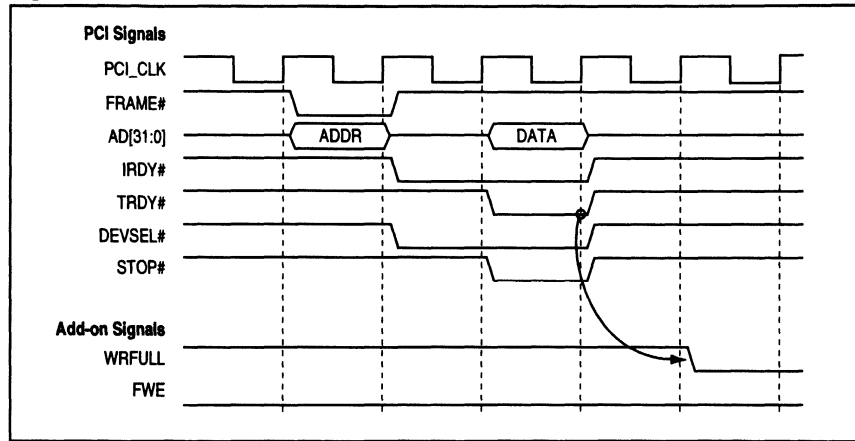 PCI Signals
PCI_CLK
FRAME#
AD[31:0] ADDR DATA
IRDY#
TRDY#
DEVSEL#
STOP#
Add-on Signals
WRFULL
FWE